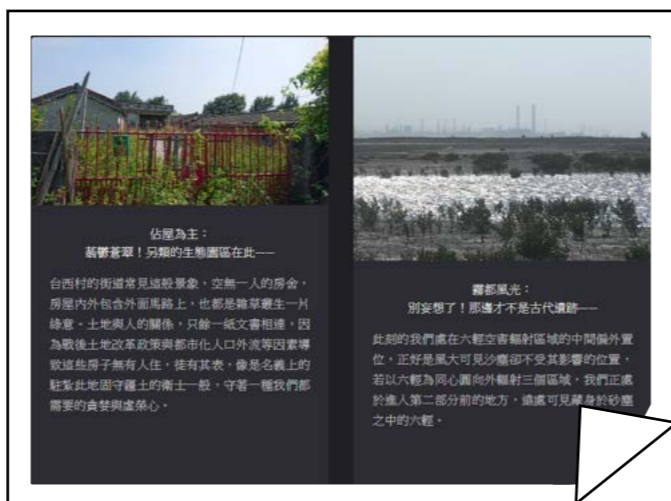 佔屋為主：
蓊鬱蒼翠！另類的生態園區在此——
台西村的街道常見這般景象，空無一人的房舍，
房屋內外包含外面馬路上，也都是雜草叢生一片
綠意。土地與人的關係，只餘一紙文書相連，因
為戰後土地改革政策與都市化人口外流等因素導
致這些房子無有人住，徒有其表，像是名義上的
駐紮此地固守護土的衛士一般，守著一種我們都
需要的貪婪與虛榮心。
霧都風光：
別妄想了！那邊才不是古代遺跡——
此刻的我們處在六輕空害輻射區域的中間偏外置
位，正好是風大可見沙塵卻不受其影響的位置，
若以六輕為同心圓向外輻射三個區域，我們正處
於進入第二部分前的地方，遠處可見藏身於砂塵
之中的六輕。